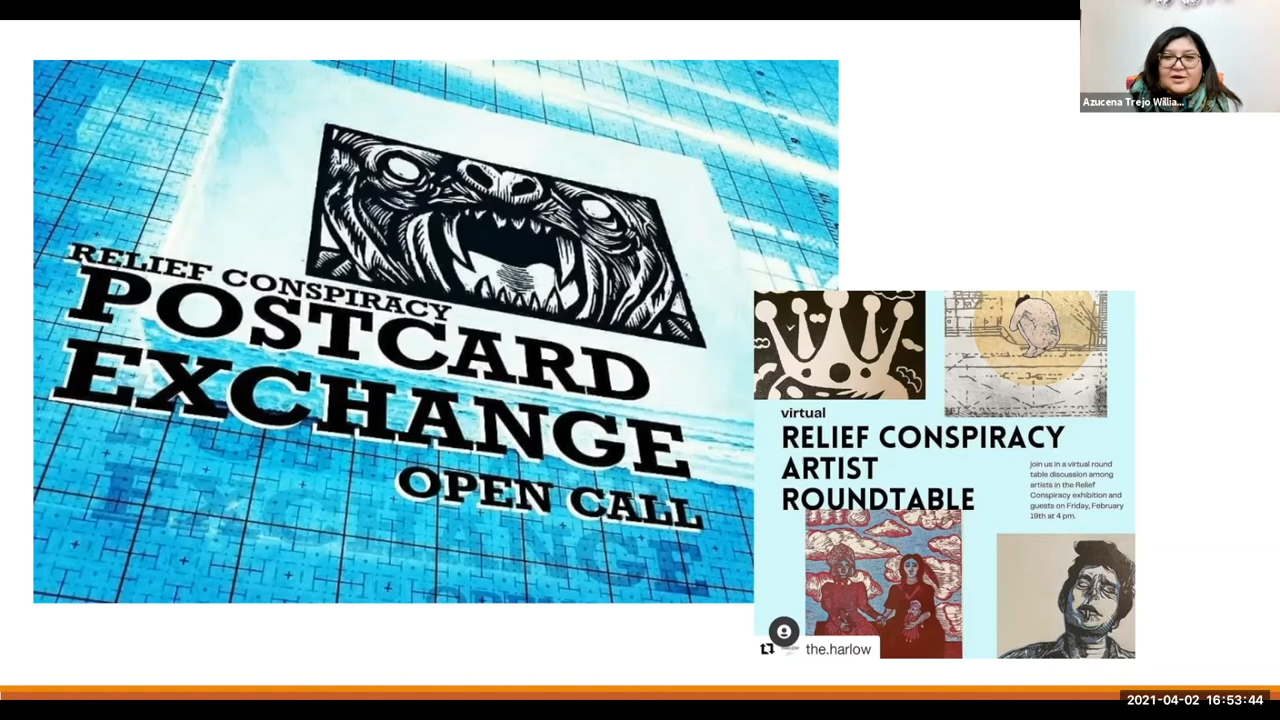 Azucena Trejo Willia...
RELIEF CONSPIRACY
POSTCARD
EXCHANGE
OPEN CALL
virtual
RELIEF CONSPIRACY
ARTIST
ROUNDTABLE
join us in a virtual round
table discussion among
artists in the Relief
Conspiracy exhibition and
guests on Friday, February
19th at 4 pm.
the.harlow
2021-04-02 16:53:44